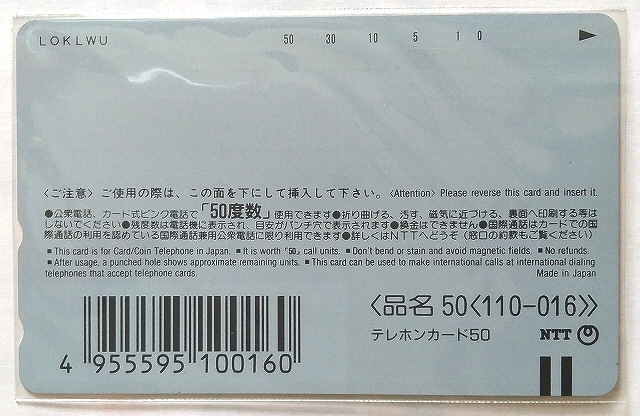 LOKLWU 50 30 10 5 1 0 ▶
〈ご注意〉ご使用の際は、この面を下にして挿入して下さい。〈Attention〉Please reverse this card and insert it.
●公衆電話、カード式ピンク電話で「50度数」使用できます●折り曲げる、汚す、磁気に近づける、裏面へ印刷する等は
しないでください●残度数は電話機に表示され、目安がパンチ穴で表示されます●換金はできません●国際通話はカードでの国
際通話の利用を認めている国際通話兼用公衆電話に限り利用できます●詳しくはNTTへどうぞ(窓口の約款もご覧ください)
■This card is for Card/Coin Telephone in Japan. ■It is worth「50」call units. ■Don't bend or stain and avoid magnetic fields. ■No refunds.
■After usage, a punched hole shows approximate remaining units. ■This card can be used to make international calls at international dialing
telephones that accept telephone cards. Made in Japan
〈品名 50〈110-016〉〉
テレホンカード50 NTT
4 955595 100160